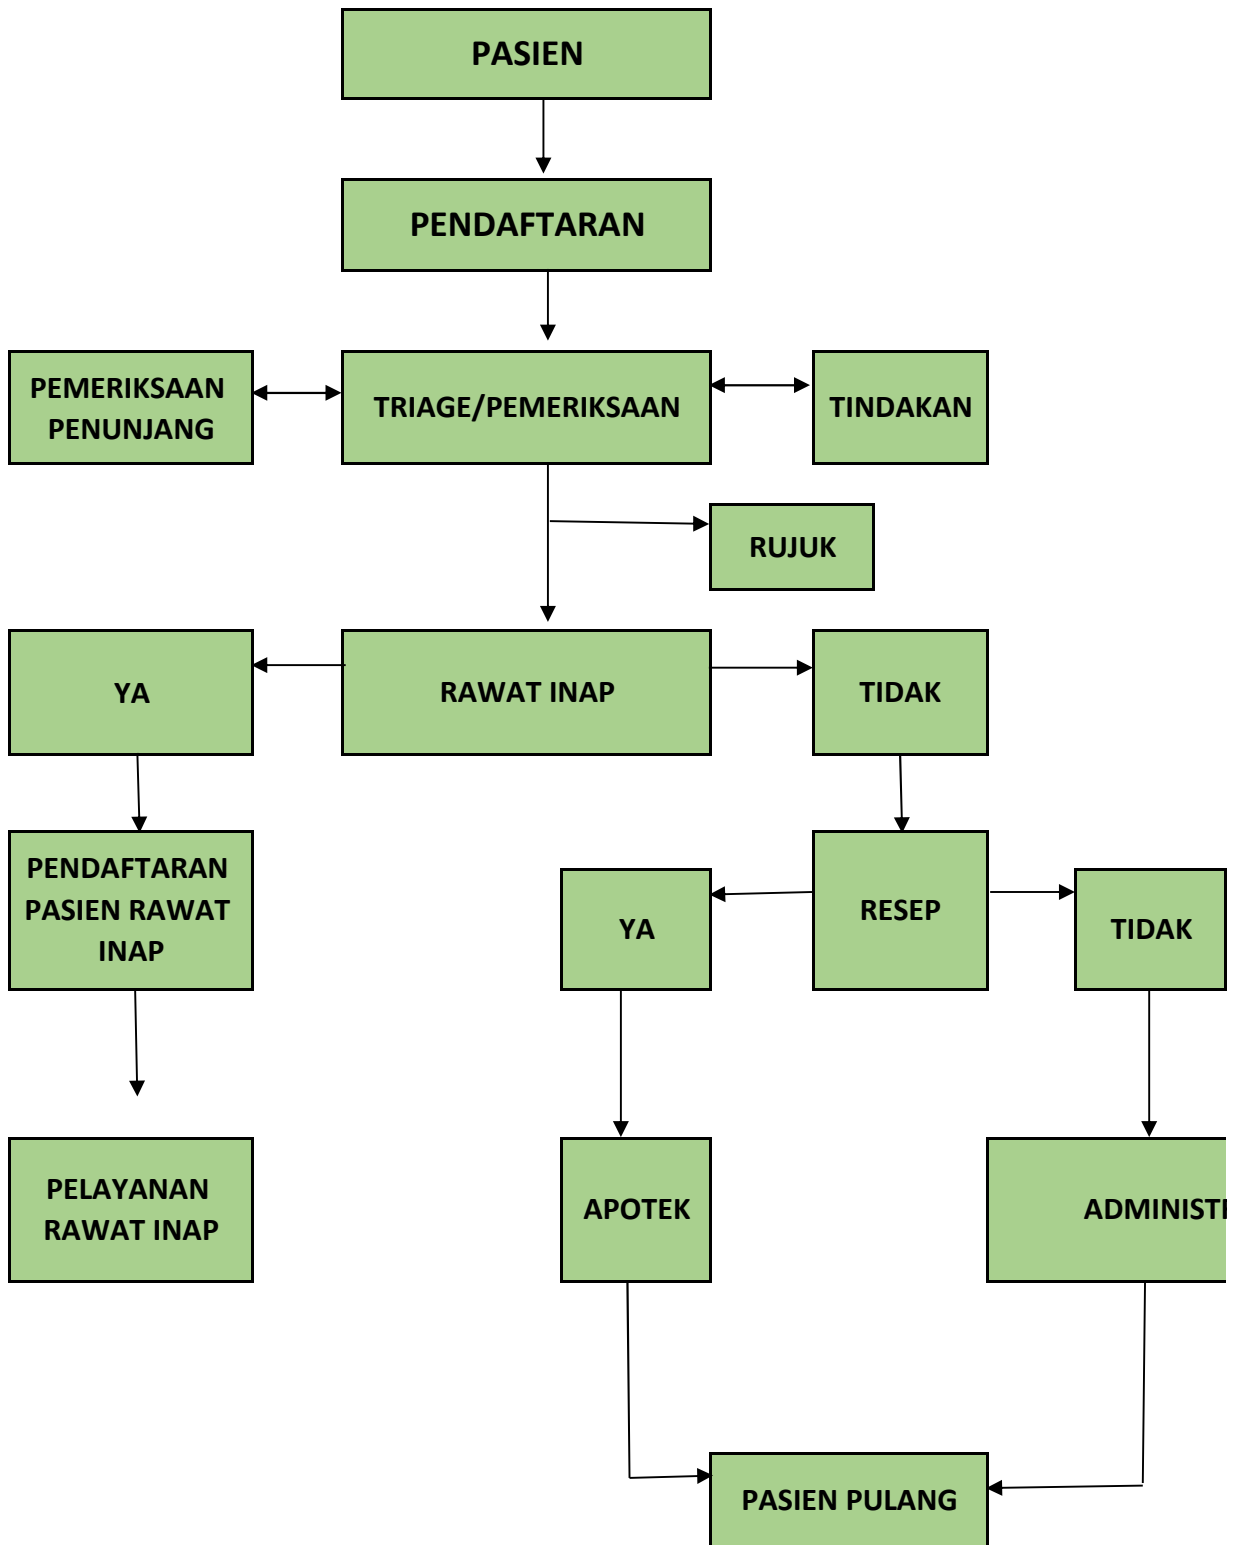 PASIEN
PENDAFTARAN
PEMERIKSAAN
PENUNJANG
TRIAGE/PEMERIKSAAN
TINDAKAN
RUJUK
YA
RAWAT INAP
TIDAK
PENDAFTARAN
PASIEN RAWAT
INAP
YA
RESEP
TIDAK
PELAYANAN
RAWAT INAP
APOTEK
PASIEN PULANG